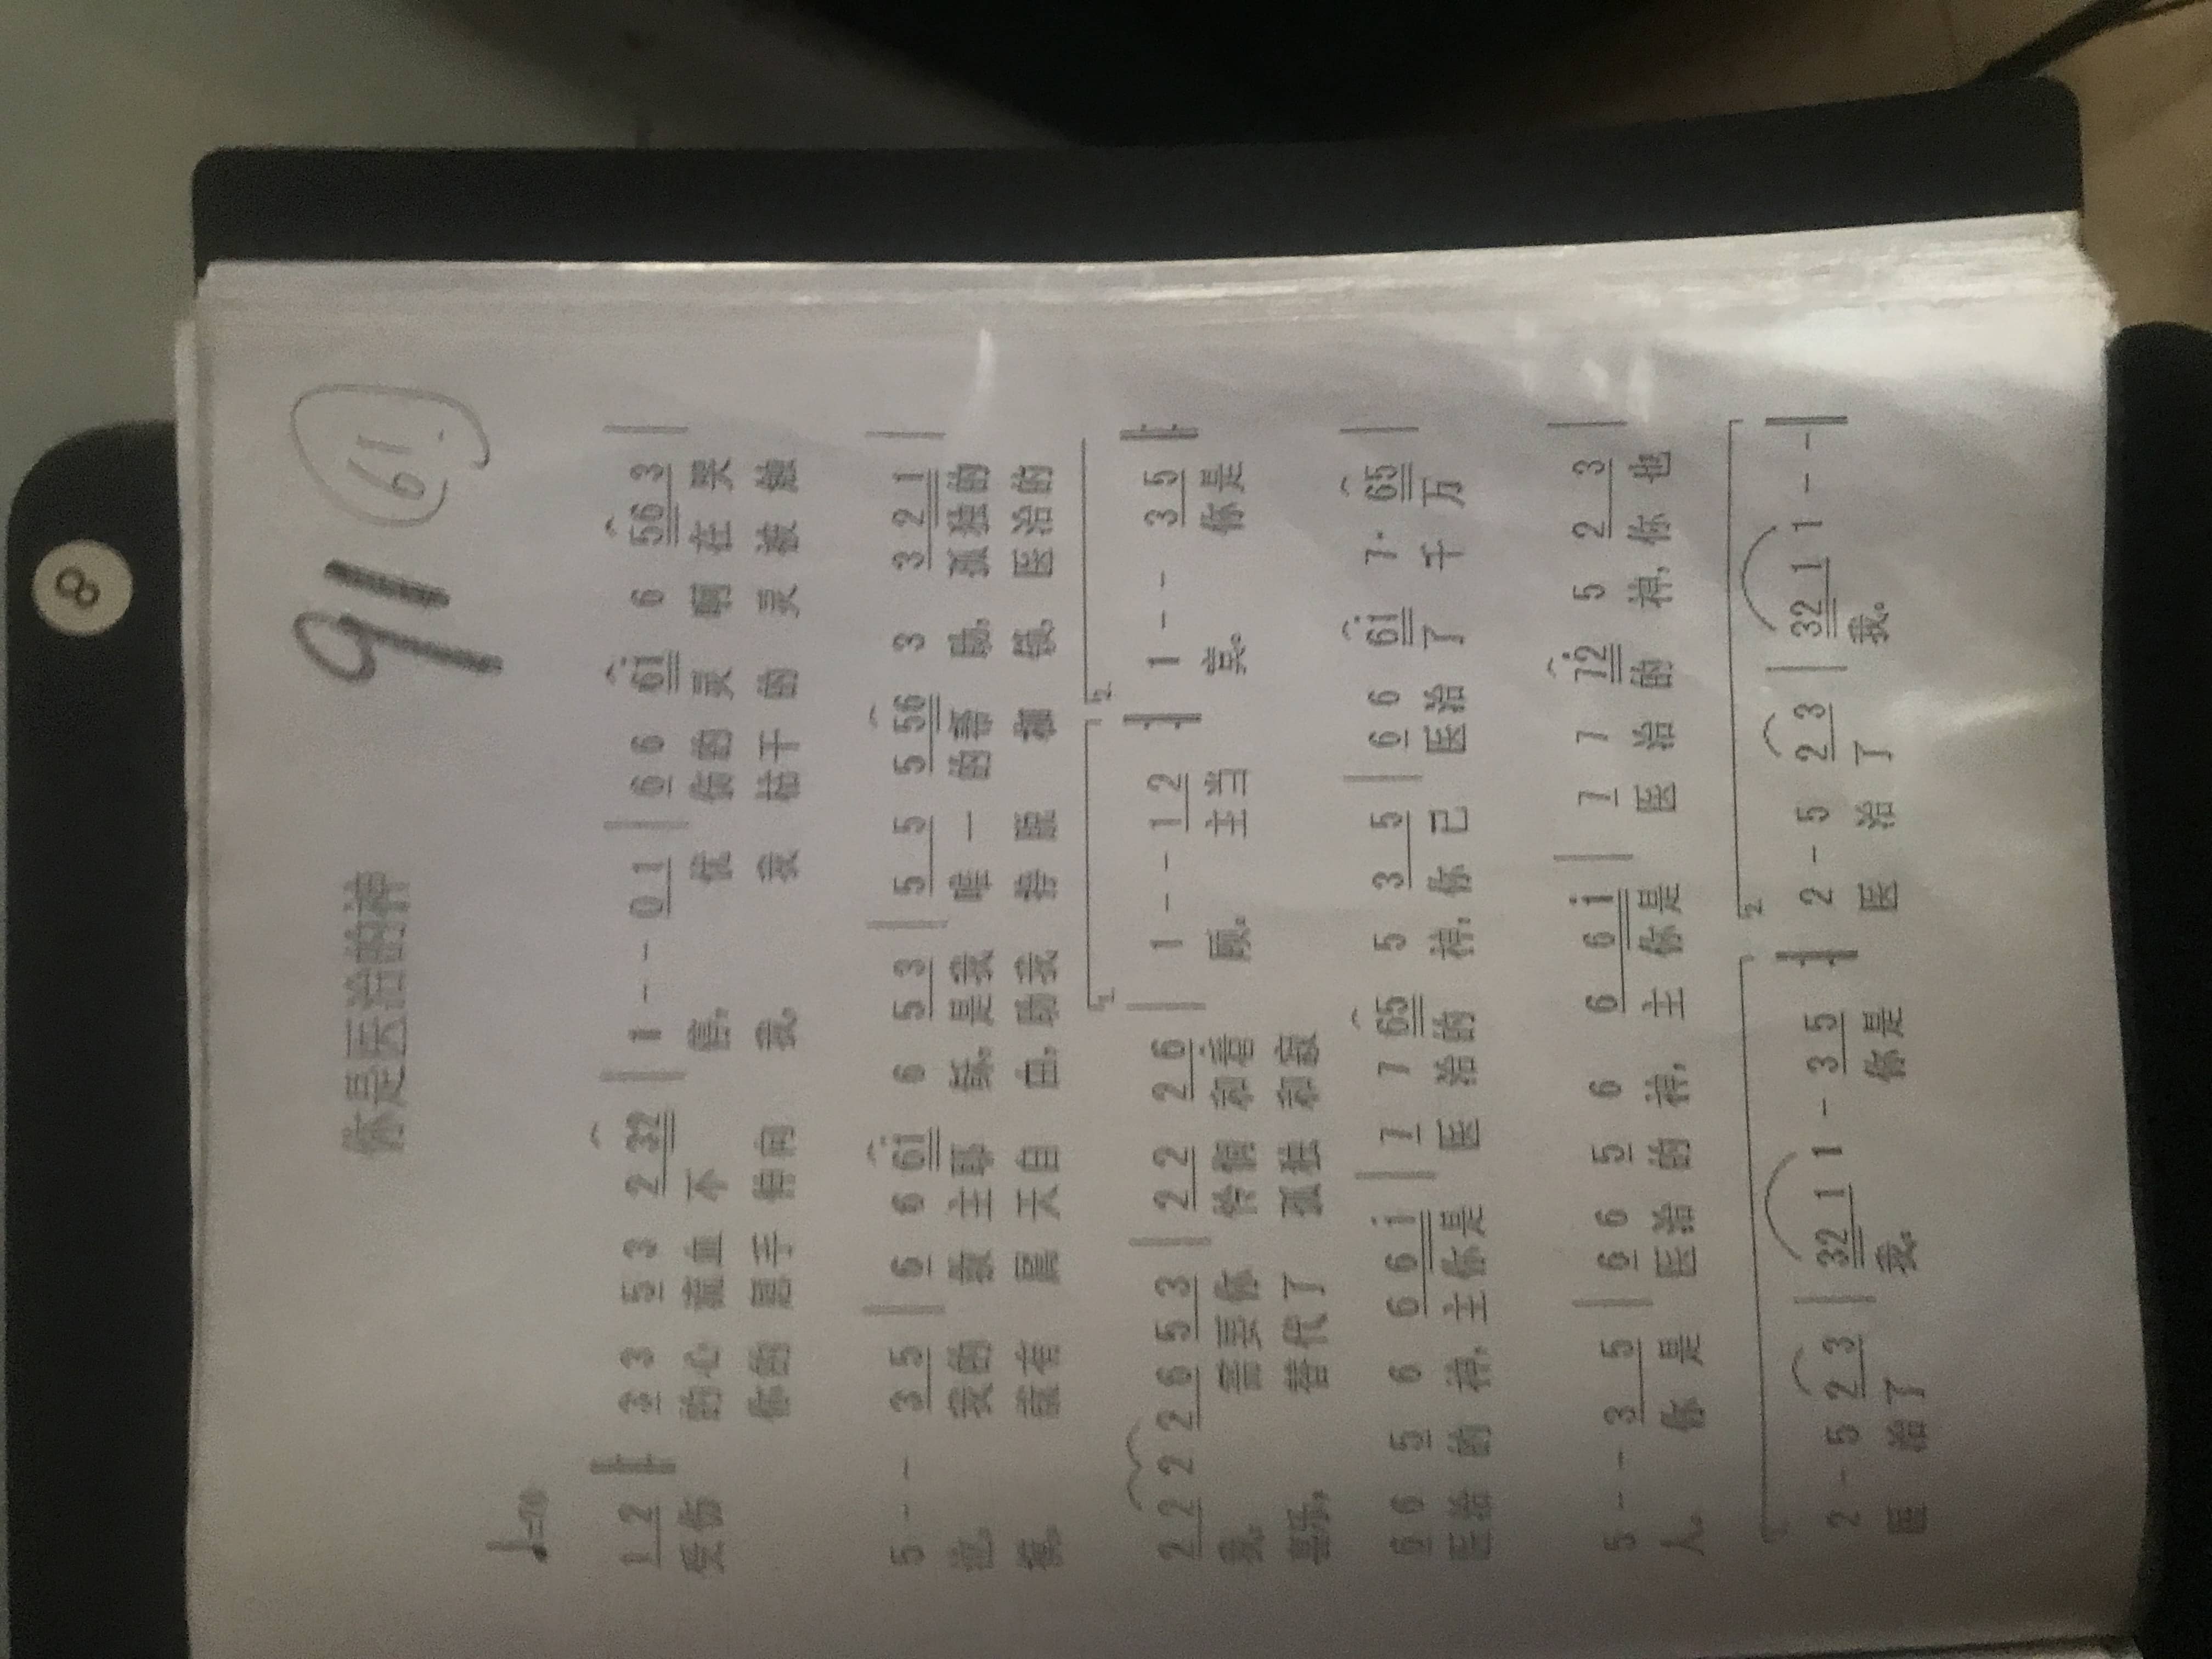 8
你是医治的神
91 61
♩=70
1 2 3 3 5 3 2 32 | 1 - - 0 1 | 6 6 6i 6 56 3 |
受伤 的心 流血 不 停。 忧 伤的 灵 啊 在 哭
你的 恩手 伸向 我。 我 枯干 的 灵 被 触
5 - - 3 5 | 6 6 6i 6 5 3 | 5 5 5 56 3 3 2 1 |
泣。 我的 救 主耶 稣。是我 唯 一 的帮 助。 孤独的
摸。 就有 属 天自 由。助我 挣 脱 捆 锁。 医治的
1. 2.
2 2 2 2 6 5 3 | 2 2 2 6 | 1 - - 1 2 1 - - 3 5
我。 需要你 怜悯 和看 顾。 主当 寞。 你是
喜乐。 替代了 孤独 和寂
6 6 5 6 6 6 i | 7 7 65 5 3 5 | 6 6 6i 7· 65 |
医治 的 神,主你是 医 治的 神,你 已 医治 了 千 万
5 - - 3 5 | 6 6 5 6 6 6 i | 7 7 72 5 2 3 |
人。 你 是 医治 的 神, 主 你是 医 治 的 神,你 也
2.
2 - 5 2 3 | 32 1 1 - 3 5 2 - 5 2 3 | 32 1 1 - -
医 治了 我。 你是 医 治 了 我。